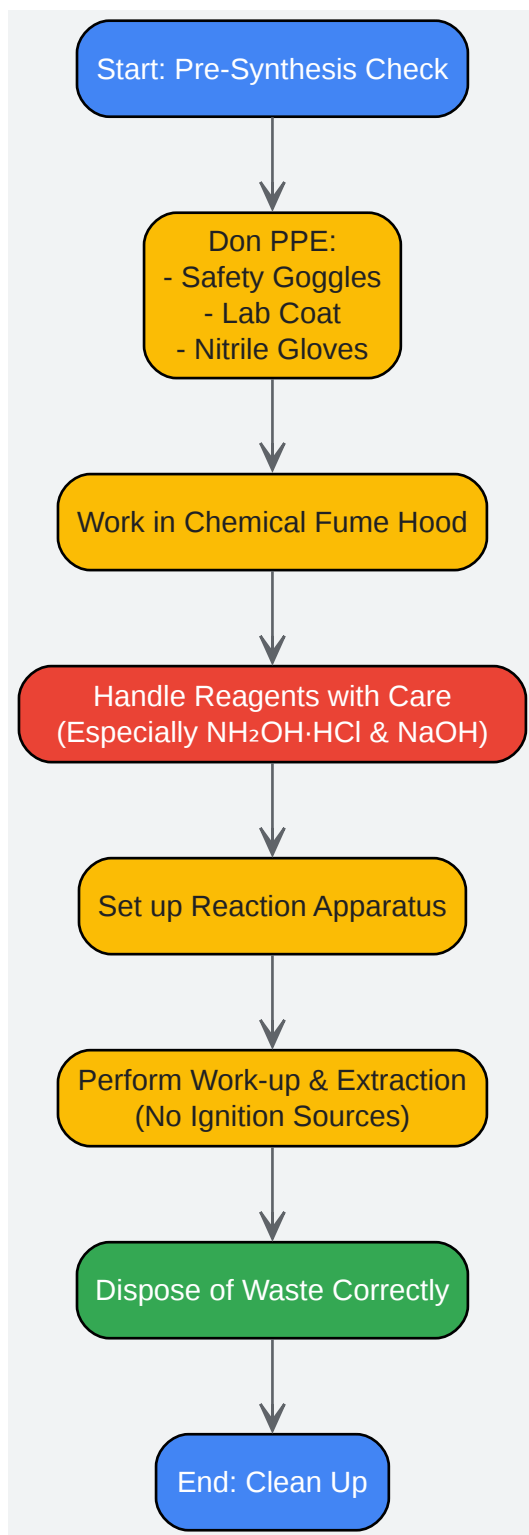 Start: Pre-Synthesis Check
Don PPE:
- Safety Goggles
- Lab Coat
- Nitrile Gloves
Work in Chemical Fume Hood
Handle Reagents with Care
(Especially NH₂OH·HCl & NaOH)
Set up Reaction Apparatus
Perform Work-up & Extraction
(No Ignition Sources)
Dispose of Waste Correctly
End: Clean Up